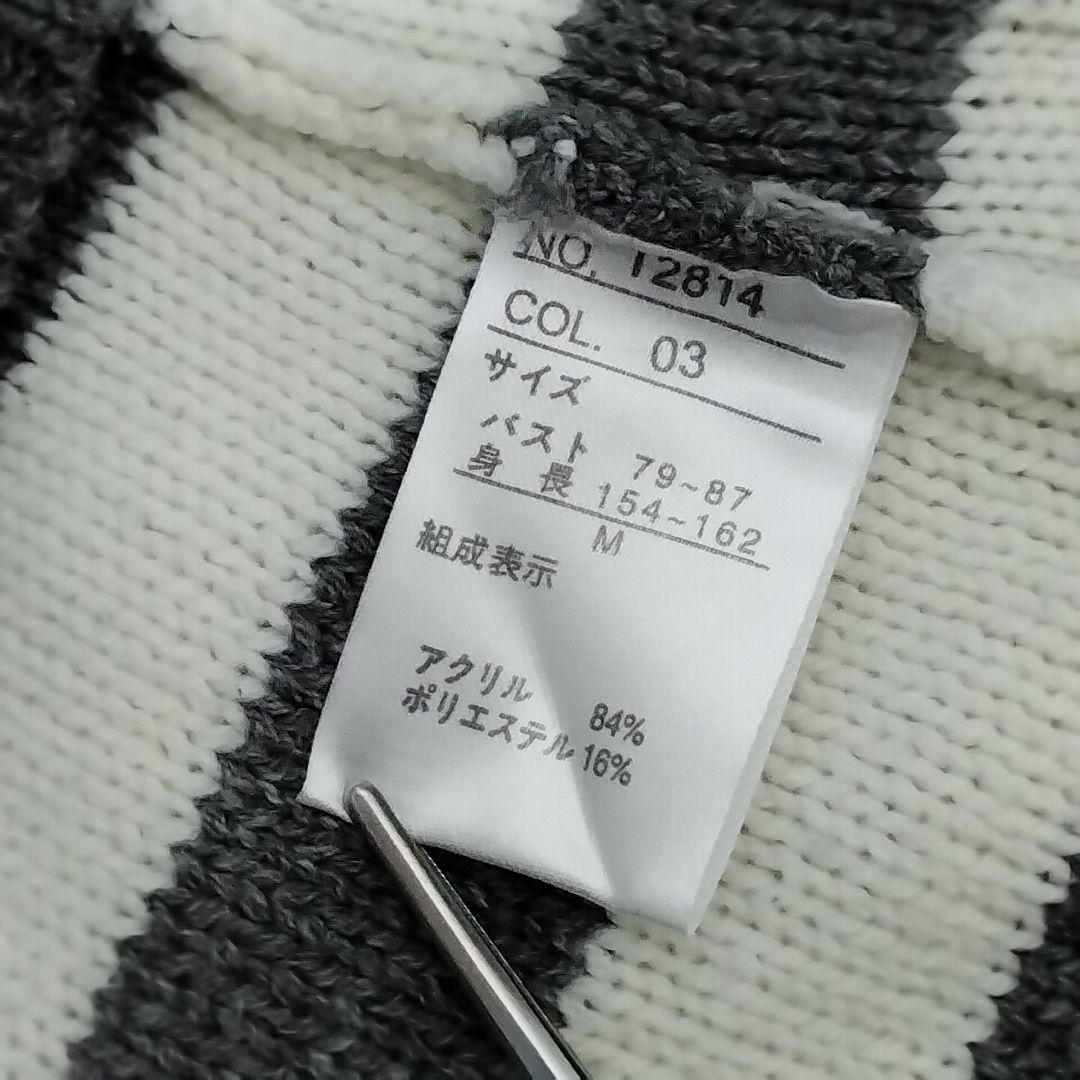 NO. 12814
COL. 03
サイズ
バスト 79~87
身長 154~162
M
組成表示
アクリル 84%
ポリエステル 16%